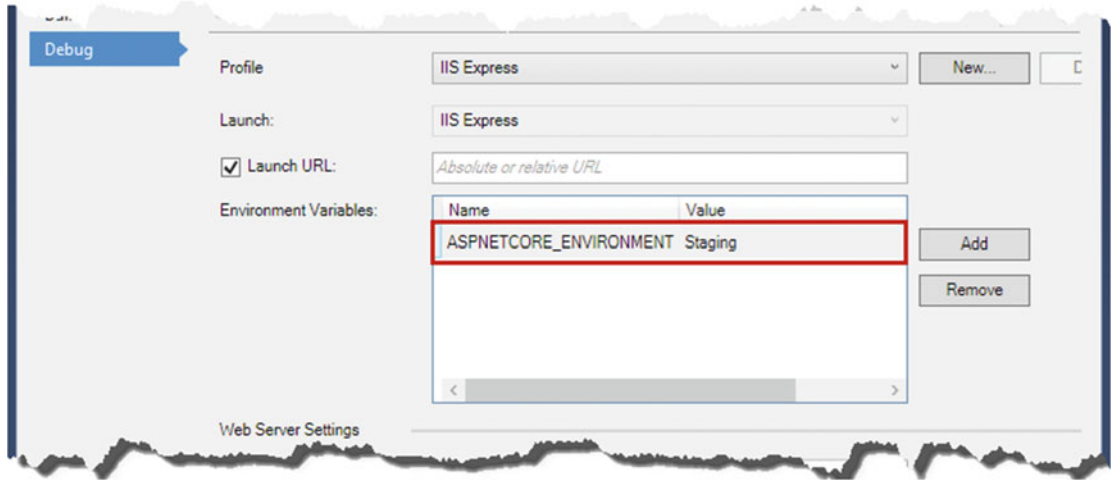 Debug
Profile IIS Express New...
Launch: IIS Express
Launch URL: Absolute or relative URL
Environment Variables: Name Value
ASPNETCORE_ENVIRONMENT Staging Add
Remove
Web Server Settings